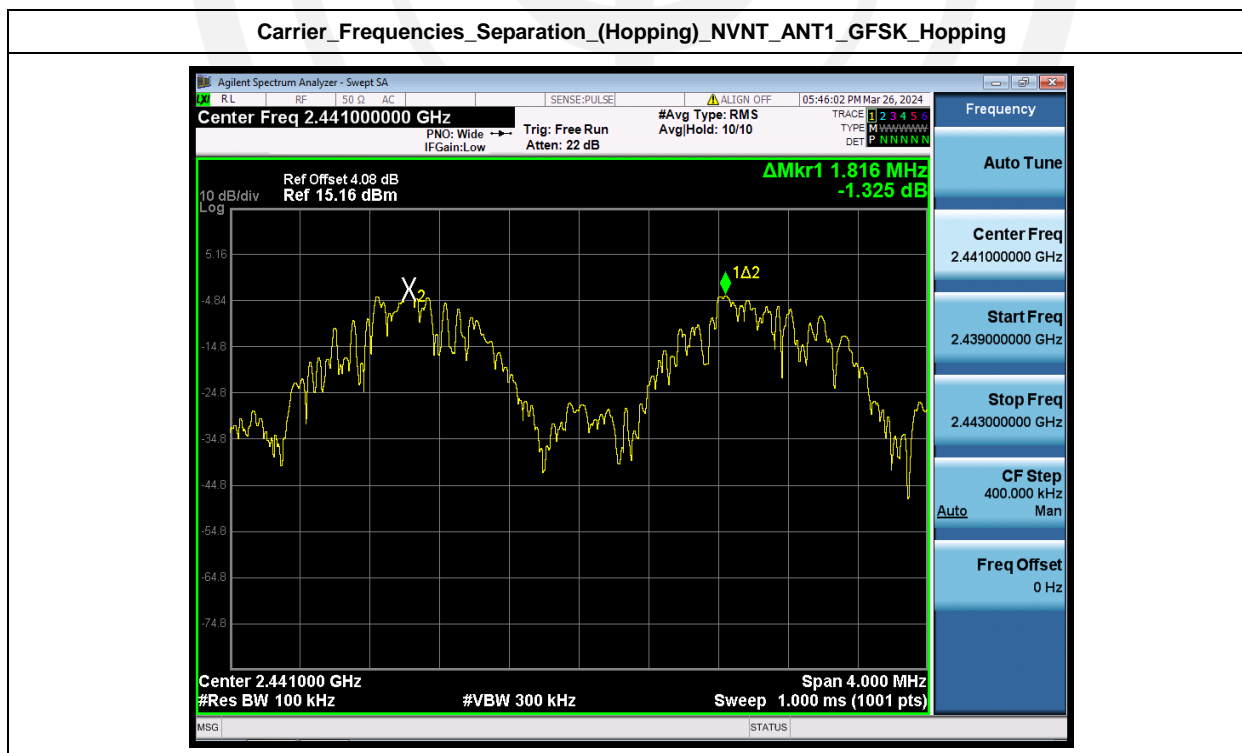 Carrier_Frequencies_Separation_(Hopping)_NVNT_ANT1_GFSK_Hopping
Agilent Spectrum Analyzer - Swept SA
LXI RL RF 50 Ω AC SENSE:PULSE ALIGN OFF 05:46:02 PM Mar 26, 2024
Center Freq 2.441000000 GHz
PNO: Wide
IFGain:Low
Trig: Free Run
Atten: 22 dB
#Avg Type: RMS
Avg|Hold: 10/10
TRACE 1 2 3 4 5 6
TYPE M WWWWW
DET P N N N N N
ΔMkr1 1.816 MHz
-1.325 dB
Ref Offset 4.08 dB
10 dB/div Ref 15.16 dBm
Log
5.16
-4.84
-14.8
-24.8
-34.8
-44.8
-54.8
-64.8
-74.8
X2
1Δ2
Center 2.441000 GHz Span 4.000 MHz
#Res BW 100 kHz #VBW 300 kHz Sweep 1.000 ms (1001 pts)
MSG STATUS
Frequency
Auto Tune
Center Freq
2.441000000 GHz
Start Freq
2.439000000 GHz
Stop Freq
2.443000000 GHz
CF Step
400.000 kHz
Auto Man
Freq Offset
0 Hz